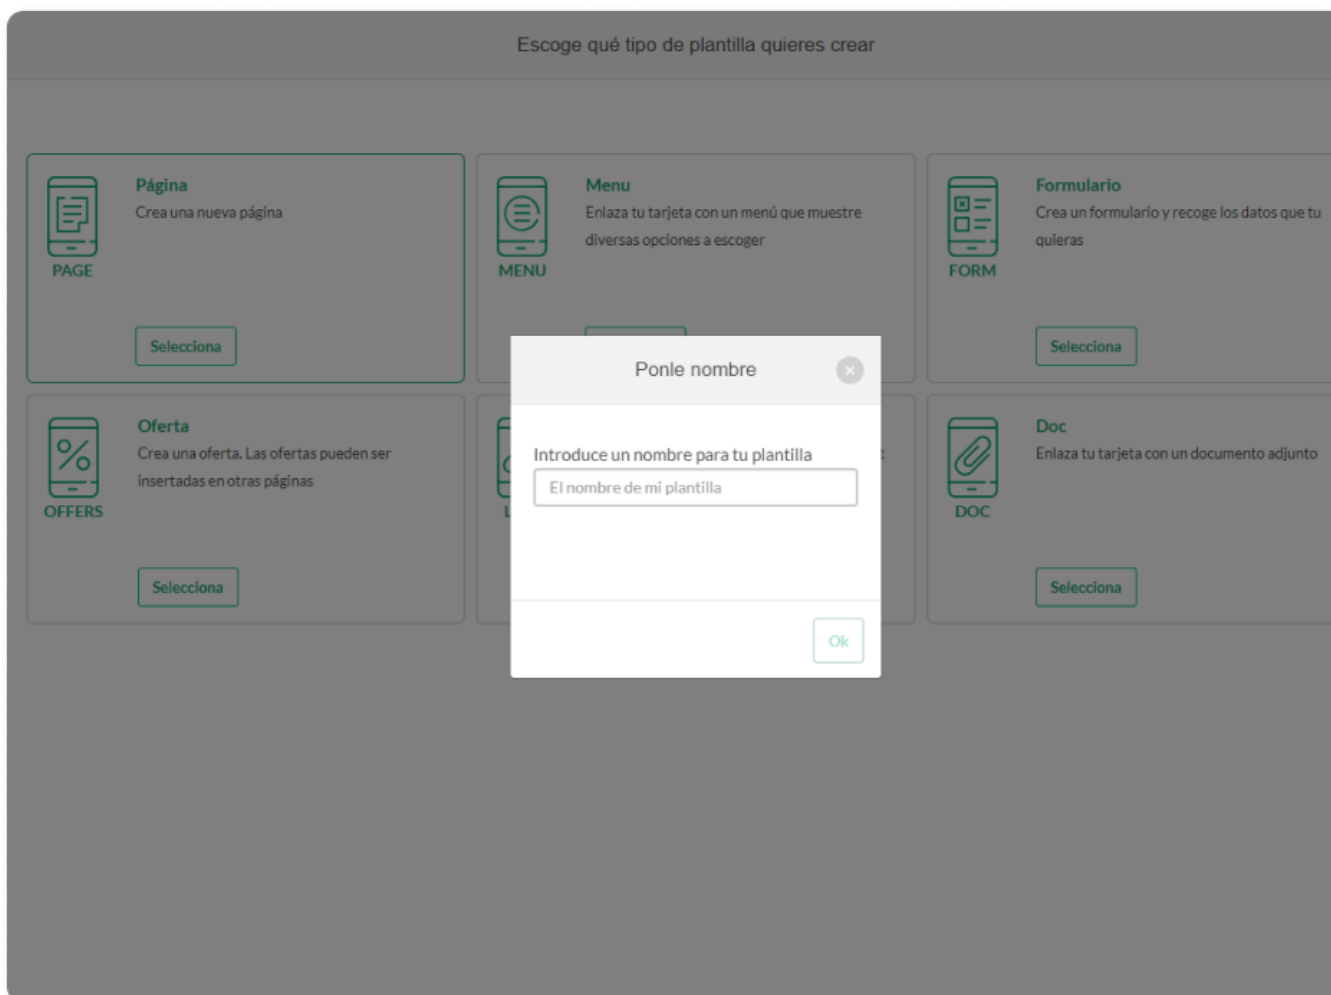 Escoge qué tipo de plantilla quieres crear
Página
Crea una nueva página
PAGE
Selecciona
Menu
Enlaza tu tarjeta con un menú que muestre
diversas opciones a escoger
MENU
Formulario
Crea un formulario y recoge los datos que tu
quieras
FORM
Selecciona
Oferta
Crea una oferta. Las ofertas pueden ser
insertadas en otras páginas
OFFERS
Selecciona
Doc
Enlaza tu tarjeta con un documento adjunto
DOC
Selecciona
Ponle nombre
Introduce un nombre para tu plantilla
El nombre de mi plantilla
Ok